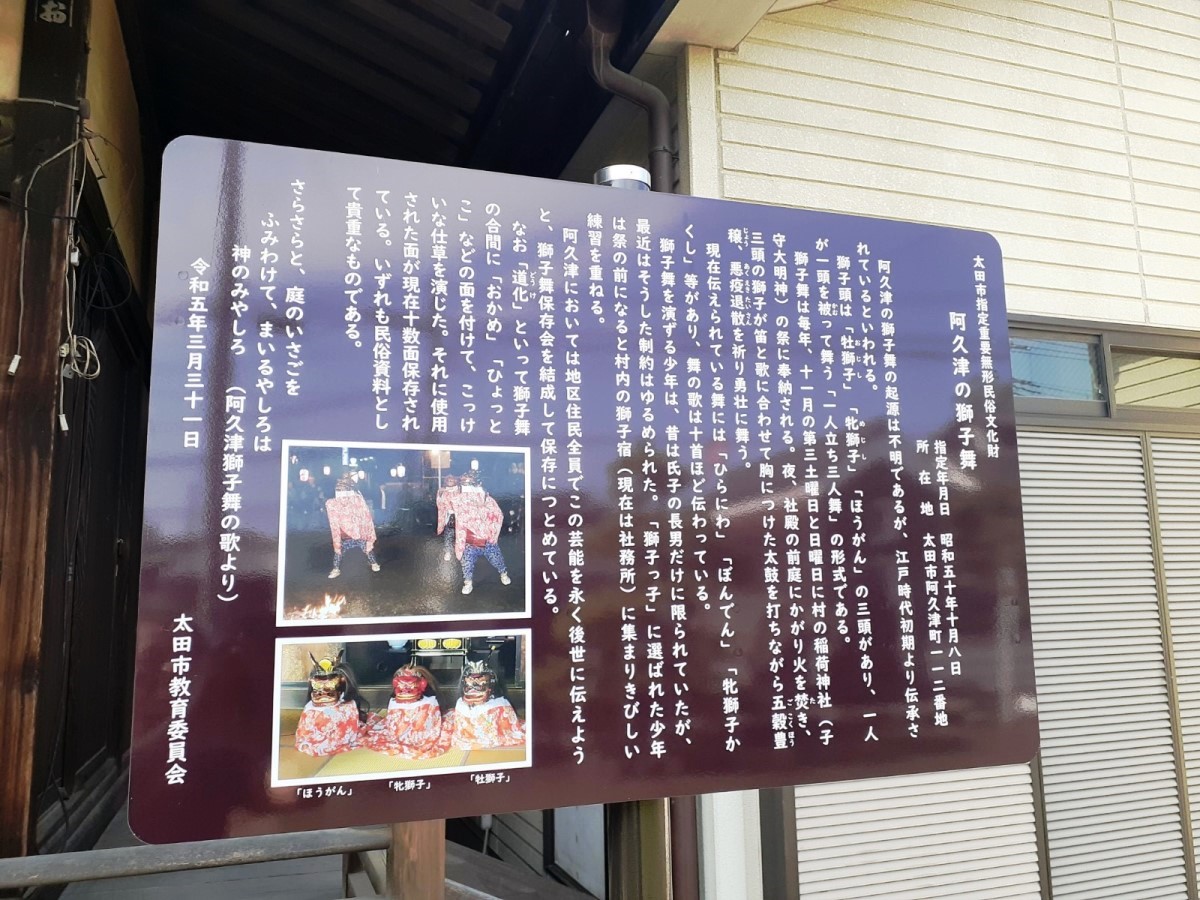 太田市指定重要無形民俗文化財
阿久津の獅子舞
指定年月日 昭和五十年十月八日
所在地 太田市阿久津町一一二番地
阿久津の獅子舞の起源は不明であるが、江戸時代初期より伝承さ
れているといわれる。
獅子頭は「牡獅子」「牝獅子」「ほうがん」の三頭があり、一人
が一頭を被って舞う「一人立ち三人舞」の形式である。
獅子舞は毎年、十一月の第三土曜日と日曜日に村の稲荷神社（子
守大明神）の祭に奉納される。夜、社殿の前庭にかがり火を焚き、
三頭の獅子が笛と歌に合わせて胸につけた太鼓を打ちながら五穀豊
穣、悪疫退散を祈り勇壮に舞う。
現在伝えられている舞には「ひらにわ」「ぼんでん」「牝獅子か
くし」等があり、舞の歌は十首ほど伝わっている。
獅子舞を演ずる少年は、昔は氏子の長男だけに限られていたが、
最近はそうした制約はゆるめられた。「獅子っ子」に選ばれた少年
は祭の前になると村内の獅子宿（現在は社務所）に集まりきびしい
練習を重ねる。
阿久津においては地区住民全員でこの芸能を永く後世に伝えよう
と、獅子舞保存会を結成して保存につとめている。
なお「道化」といって獅子舞
の合間に「おかめ」「ひょっと
こ」などの面を付けて、こっけ
いな仕草を演じた。それに使用
された面が現在十数面保存され
ている。いずれも民俗資料とし
て貴重なものである。
さらさらと、庭のいさごを
ふみわけて、まいるやしろは
神のみやしろ （阿久津獅子舞の歌より）
令和五年三月三十一日
太田市教育委員会
「ほうがん」
「牝獅子」
「牡獅子」
お